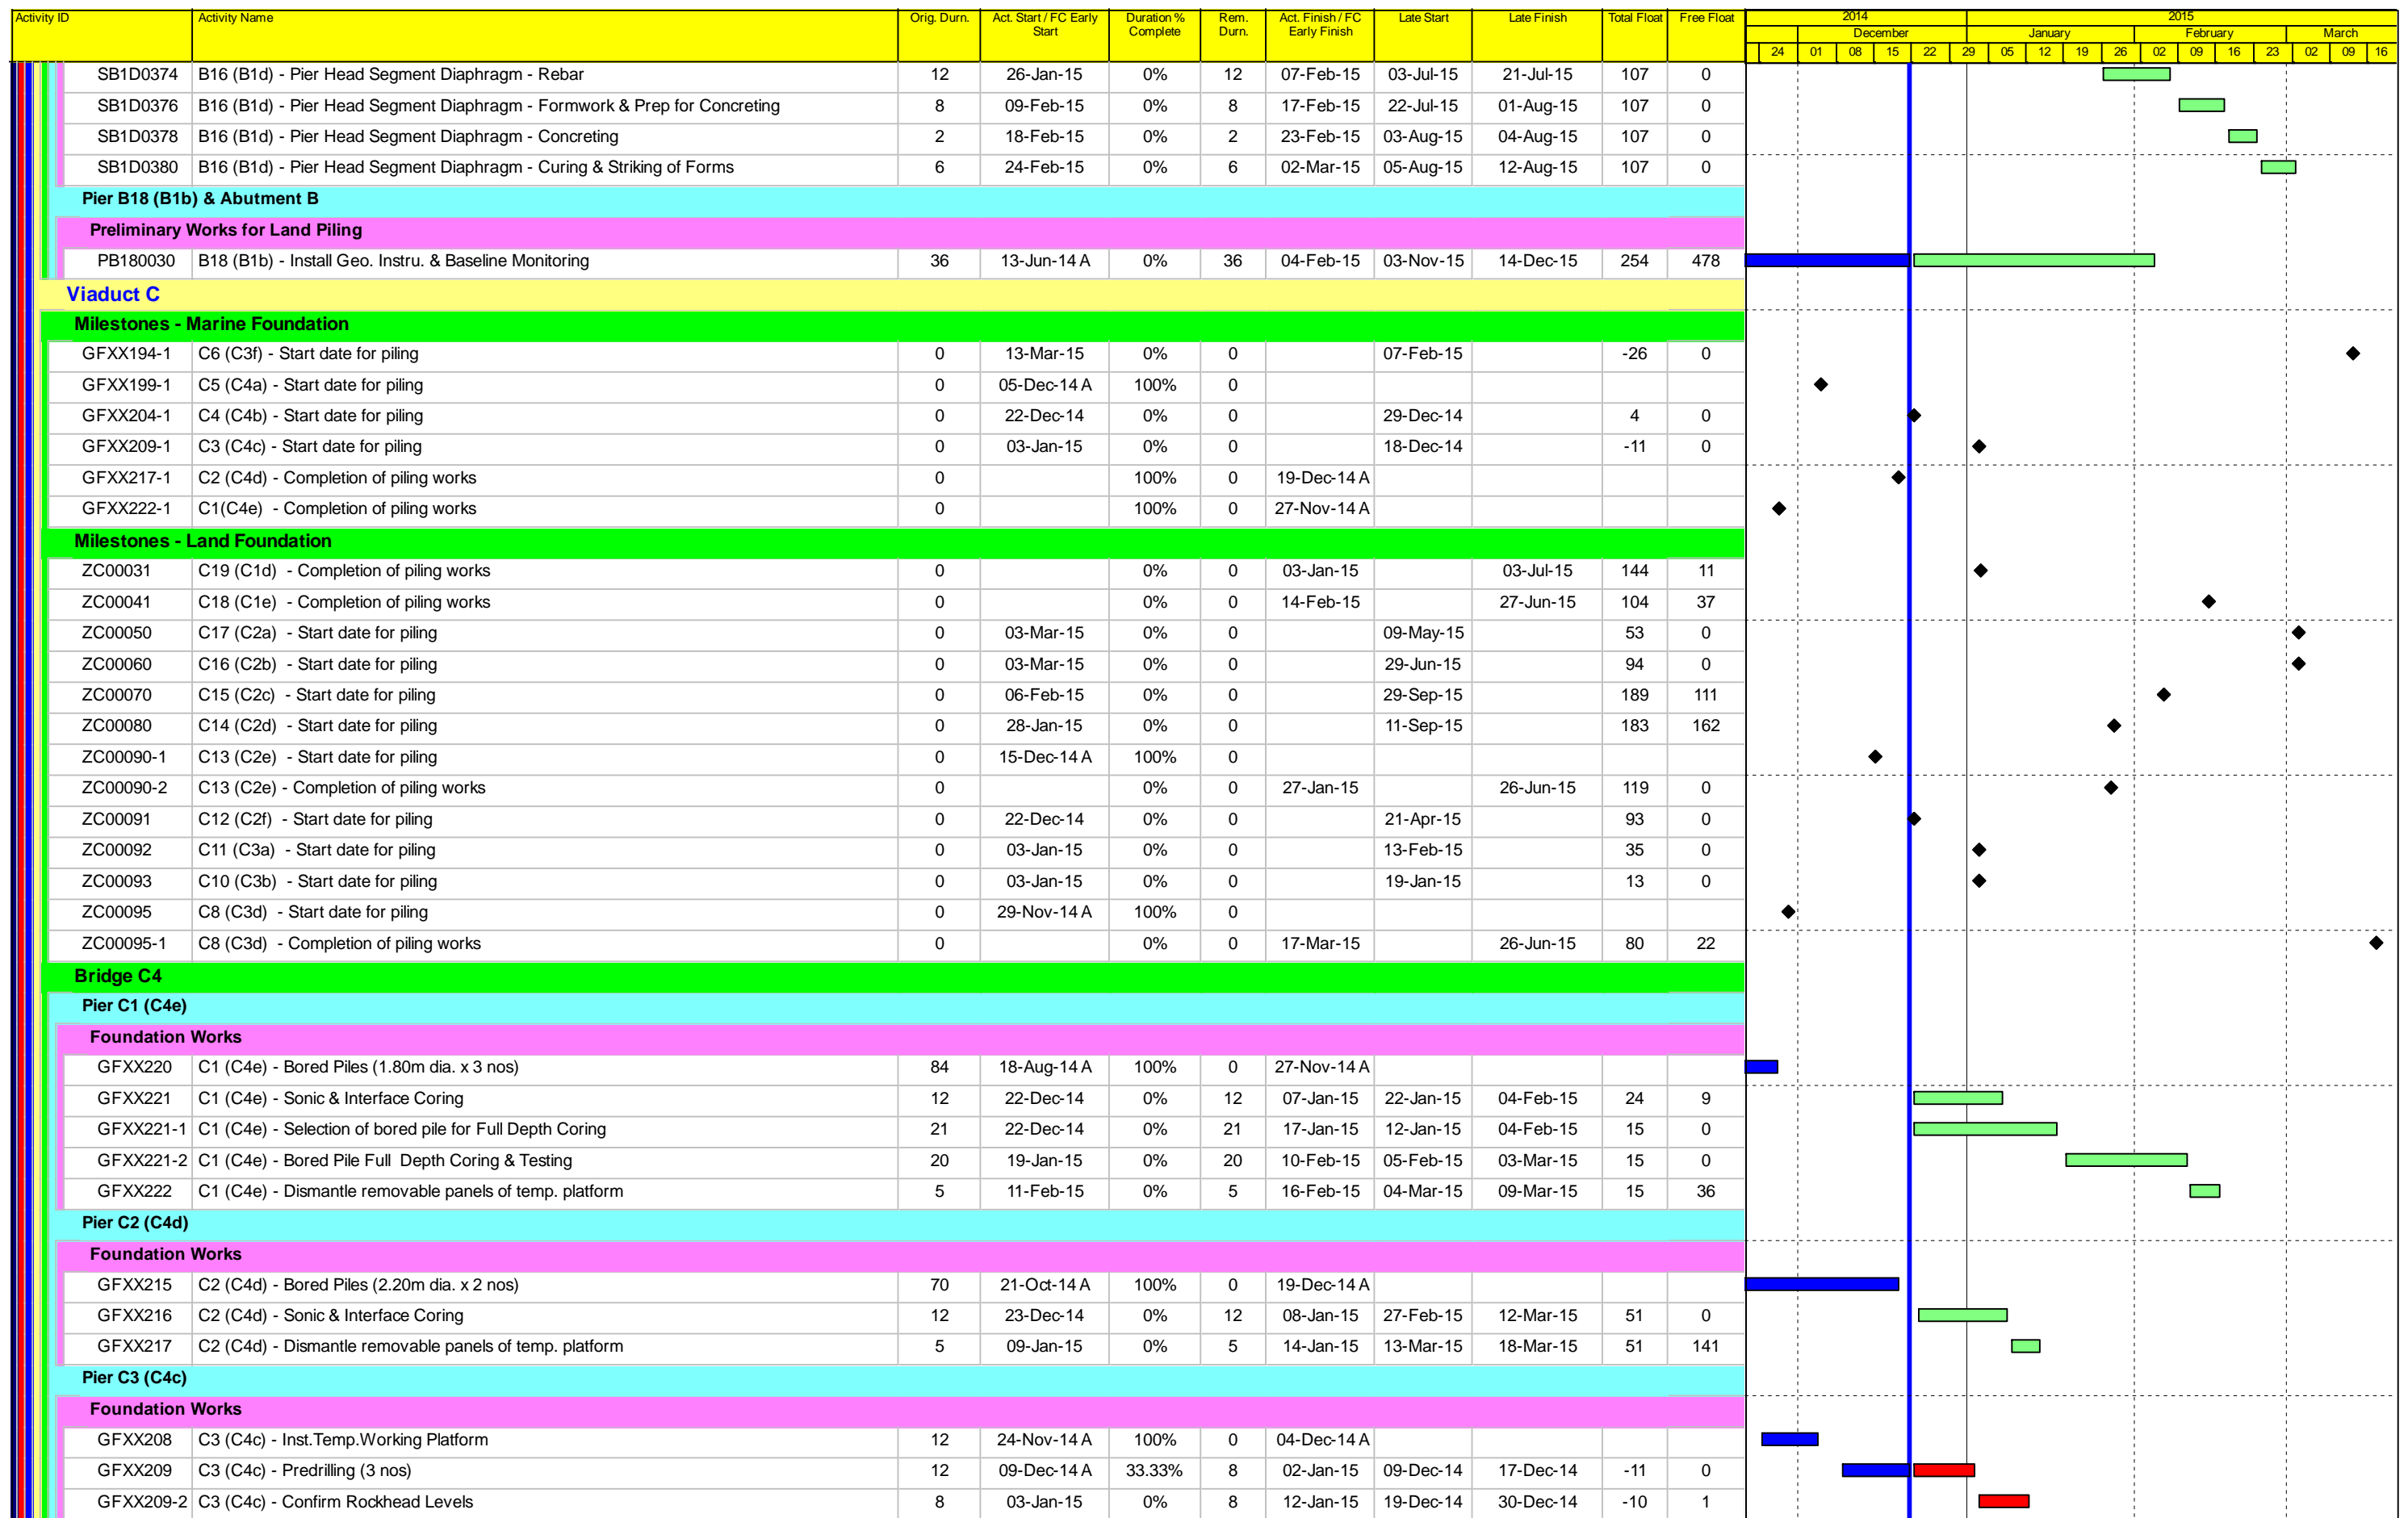 Activity ID Activity Name Orig. Durn. Act. Start / FC Early Start Duration % Complete Rem. Durn. Act. Finish / FC Early Finish Late Start Late Finish Total Float Free Float 2014 2015
December January February March
24 01 08 15 22 29 05 12 19 26 02 09 16 23 02 09 16
SB1D0374 B16 (B1d) - Pier Head Segment Diaphragm - Rebar 12 26-Jan-15 0% 12 07-Feb-15 03-Jul-15 21-Jul-15 107 0
SB1D0376 B16 (B1d) - Pier Head Segment Diaphragm - Formwork & Prep for Concreting 8 09-Feb-15 0% 8 17-Feb-15 22-Jul-15 01-Aug-15 107 0
SB1D0378 B16 (B1d) - Pier Head Segment Diaphragm - Concreting 2 18-Feb-15 0% 2 23-Feb-15 03-Aug-15 04-Aug-15 107 0
SB1D0380 B16 (B1d) - Pier Head Segment Diaphragm - Curing & Striking of Forms 6 24-Feb-15 0% 6 02-Mar-15 05-Aug-15 12-Aug-15 107 0
Pier B18 (B1b) & Abutment B
Preliminary Works for Land Piling
PB180030 B18 (B1b) - Install Geo. Instru. & Baseline Monitoring 36 13-Jun-14 A 0% 36 04-Feb-15 03-Nov-15 14-Dec-15 254 478
Viaduct C
Milestones - Marine Foundation
GFXX194-1 C6 (C3f) - Start date for piling 0 13-Mar-15 0% 0 07-Feb-15 -26 0
GFXX199-1 C5 (C4a) - Start date for piling 0 05-Dec-14 A 100% 0
GFXX204-1 C4 (C4b) - Start date for piling 0 22-Dec-14 0% 0 29-Dec-14 4 0
GFXX209-1 C3 (C4c) - Start date for piling 0 03-Jan-15 0% 0 18-Dec-14 -11 0
GFXX217-1 C2 (C4d) - Completion of piling works 0 100% 0 19-Dec-14 A
GFXX222-1 C1(C4e) - Completion of piling works 0 100% 0 27-Nov-14 A
Milestones - Land Foundation
ZC00031 C19 (C1d) - Completion of piling works 0 0% 0 03-Jan-15 03-Jul-15 144 11
ZC00041 C18 (C1e) - Completion of piling works 0 0% 0 14-Feb-15 27-Jun-15 104 37
ZC00050 C17 (C2a) - Start date for piling 0 03-Mar-15 0% 0 09-May-15 53 0
ZC00060 C16 (C2b) - Start date for piling 0 03-Mar-15 0% 0 29-Jun-15 94 0
ZC00070 C15 (C2c) - Start date for piling 0 06-Feb-15 0% 0 29-Sep-15 189 111
ZC00080 C14 (C2d) - Start date for piling 0 28-Jan-15 0% 0 11-Sep-15 183 162
ZC00090-1 C13 (C2e) - Start date for piling 0 15-Dec-14 A 100% 0
ZC00090-2 C13 (C2e) - Completion of piling works 0 0% 0 27-Jan-15 26-Jun-15 119 0
ZC00091 C12 (C2f) - Start date for piling 0 22-Dec-14 0% 0 21-Apr-15 93 0
ZC00092 C11 (C3a) - Start date for piling 0 03-Jan-15 0% 0 13-Feb-15 35 0
ZC00093 C10 (C3b) - Start date for piling 0 03-Jan-15 0% 0 19-Jan-15 13 0
ZC00095 C8 (C3d) - Start date for piling 0 29-Nov-14 A 100% 0
ZC00095-1 C8 (C3d) - Completion of piling works 0 0% 0 17-Mar-15 26-Jun-15 80 22
Bridge C4
Pier C1 (C4e)
Foundation Works
GFXX220 C1 (C4e) - Bored Piles (1.80m dia. x 3 nos) 84 18-Aug-14 A 100% 0 27-Nov-14 A
GFXX221 C1 (C4e) - Sonic & Interface Coring 12 22-Dec-14 0% 12 07-Jan-15 22-Jan-15 04-Feb-15 24 9
GFXX221-1 C1 (C4e) - Selection of bored pile for Full Depth Coring 21 22-Dec-14 0% 21 17-Jan-15 12-Jan-15 04-Feb-15 15 0
GFXX221-2 C1 (C4e) - Bored Pile Full Depth Coring & Testing 20 19-Jan-15 0% 20 10-Feb-15 05-Feb-15 03-Mar-15 15 0
GFXX222 C1 (C4e) - Dismantle removable panels of temp. platform 5 11-Feb-15 0% 5 16-Feb-15 04-Mar-15 09-Mar-15 15 36
Pier C2 (C4d)
Foundation Works
GFXX215 C2 (C4d) - Bored Piles (2.20m dia. x 2 nos) 70 21-Oct-14 A 100% 0 19-Dec-14 A
GFXX216 C2 (C4d) - Sonic & Interface Coring 12 23-Dec-14 0% 12 08-Jan-15 27-Feb-15 12-Mar-15 51 0
GFXX217 C2 (C4d) - Dismantle removable panels of temp. platform 5 09-Jan-15 0% 5 14-Jan-15 13-Mar-15 18-Mar-15 51 141
Pier C3 (C4c)
Foundation Works
GFXX208 C3 (C4c) - Inst.Temp.Working Platform 12 24-Nov-14 A 100% 0 04-Dec-14 A
GFXX209 C3 (C4c) - Predrilling (3 nos) 12 09-Dec-14 A 33.33% 8 02-Jan-15 09-Dec-14 17-Dec-14 -11 0
GFXX209-2 C3 (C4c) - Confirm Rockhead Levels 8 03-Jan-15 0% 8 12-Jan-15 19-Dec-14 30-Dec-14 -10 1